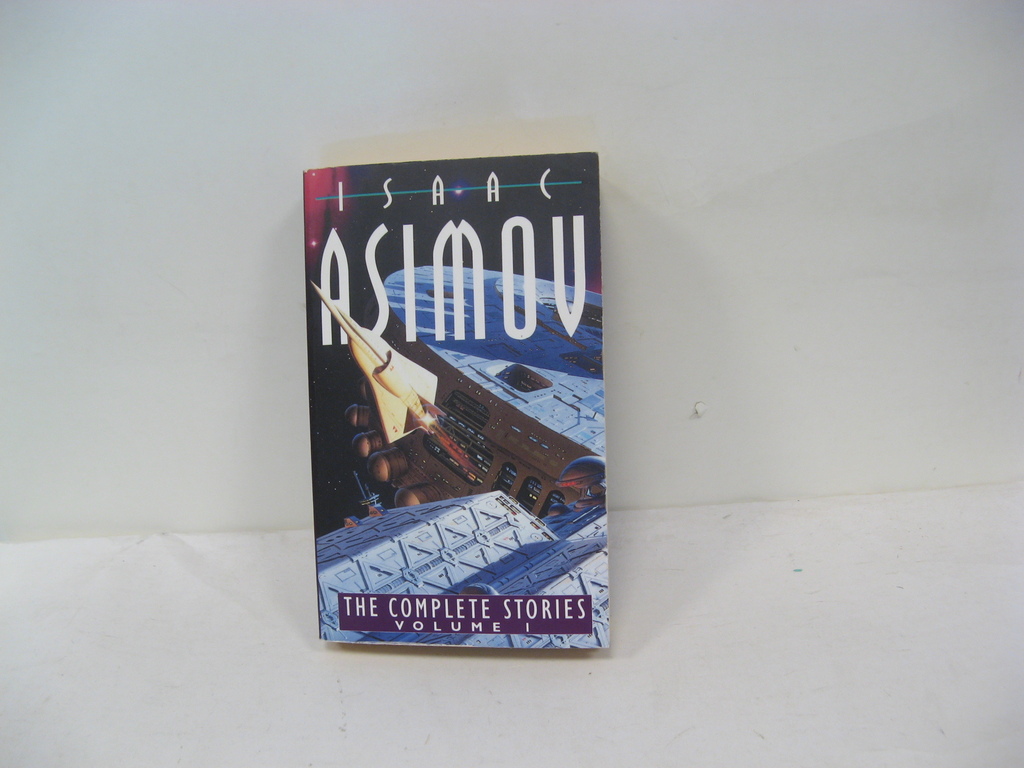 ISAAC
ASIMOV
THE COMPLETE STORIES
VOLUME I